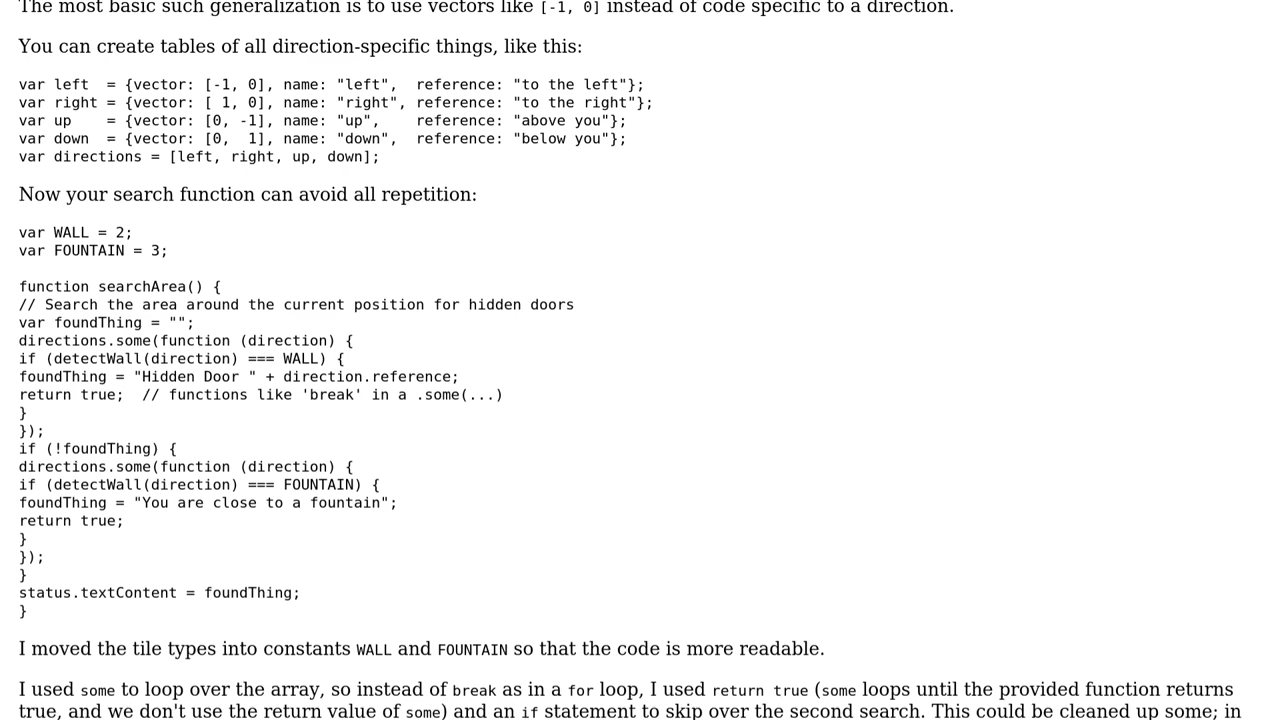 The most basic such generalization is to use vectors like [-1, 0] instead of code specific to a direction.
You can create tables of all direction-specific things, like this:
var left  = {vector: [-1, 0], name: "left",  reference: "to the left"};
var right = {vector: [ 1, 0], name: "right", reference: "to the right"};
var up    = {vector: [0, -1], name: "up",    reference: "above you"};
var down  = {vector: [0,  1], name: "down",  reference: "below you"};
var directions = [left, right, up, down];
Now your search function can avoid all repetition:
var WALL = 2;
var FOUNTAIN = 3;
function searchArea() {
// Search the area around the current position for hidden doors
var foundThing = "";
directions.some(function (direction) {
if (detectWall(direction) === WALL) {
foundThing = "Hidden Door " + direction.reference;
return true;  // functions like 'break' in a .some(...)
}
});
if (!foundThing) {
directions.some(function (direction) {
if (detectWall(direction) === FOUNTAIN) {
foundThing = "You are close to a fountain";
return true;
}
});
}
status.textContent = foundThing;
}
I moved the tile types into constants WALL and FOUNTAIN so that the code is more readable.
I used some to loop over the array, so instead of break as in a for loop, I used return true (some loops until the provided function returns
true, and we don't use the return value of some) and an if statement to skip over the second search. This could be cleaned up some; in